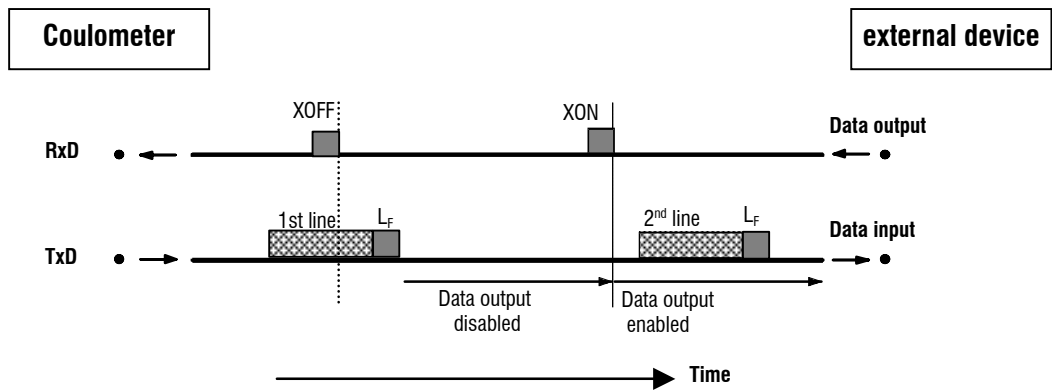 Coulometer
external device
XOFF
XON
Data output
RxD
1st line
LF
2nd line
LF
Data input
TxD
Data output
disabled
Data output
enabled
Time